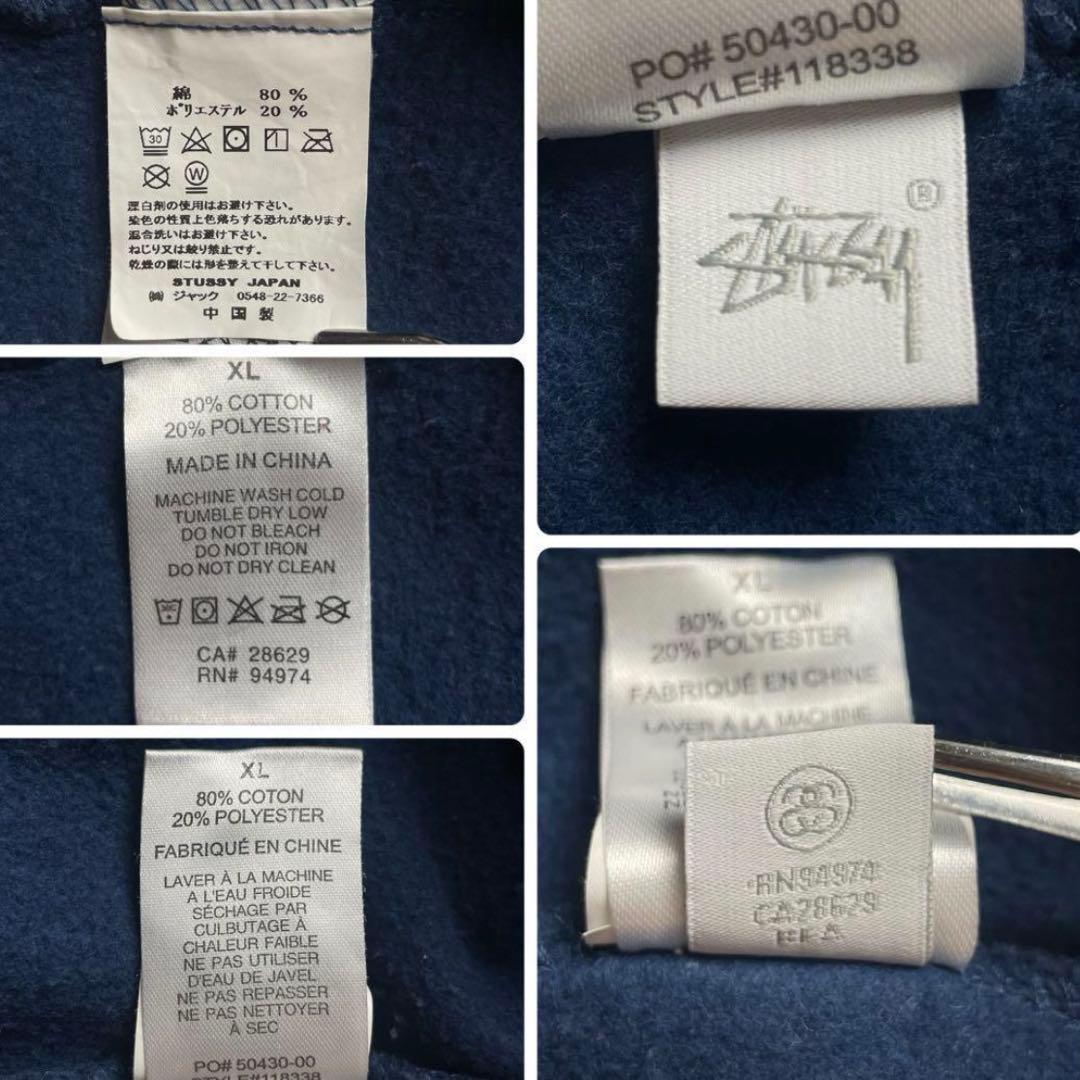 綿 80 %
ポリエステル 20 %
30
W
漂白剤の使用はお避け下さい。
染色の性質上色落ちする恐れがあります。
混合洗いはお避け下さい。
ねじり又は絞り禁止です。
乾燥の際には形を整えて干して下さい。
STUSSY JAPAN
㈱ ジャック 0548-22-7366
中国製
XL
80% COTTON
20% POLYESTER
MADE IN CHINA
MACHINE WASH COLD
TUMBLE DRY LOW
DO NOT BLEACH
DO NOT IRON
DO NOT DRY CLEAN
CA# 28629
RN# 94974
XL
80% COTON
20% POLYESTER
FABRIQUÉ EN CHINE
LAVER À LA MACHINE
A L'EAU FROIDE
SÉCHAGE PAR
CULBUTAGE À
CHALEUR FAIBLE
NE PAS UTILISER
D'EAU DE JAVEL
NE PAS REPASSER
NE PAS NETTOYER
À SEC
PO# 50430-00
STYLE#118338
PO# 50430-00
STYLE#118338
Stüssy ®
XL
80% COTON
20% POLYESTER
FABRIQUÉ EN CHINE
LAVER À LA MACHINE
RN94974
CA28629